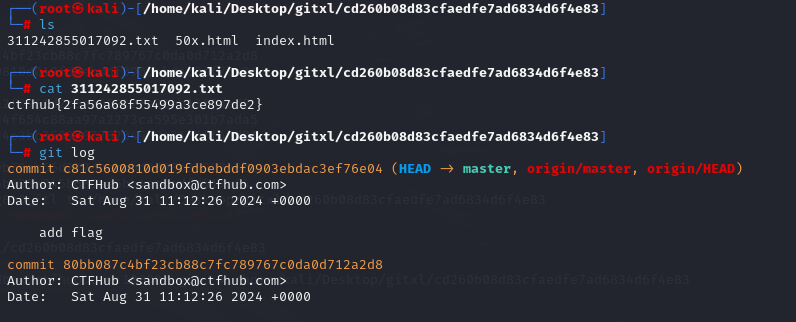 ┌──(root㉿kali)-[/home/kali/Desktop/gitxl/cd260b08d83cfaedfe7ad6834d6f4e83]
└─# ls
311242855017092.txt  50x.html  index.html
┌──(root㉿kali)-[/home/kali/Desktop/gitxl/cd260b08d83cfaedfe7ad6834d6f4e83]
└─# cat 311242855017092.txt
ctfhub{2fa56a68f55499a3ce897de2}
┌──(root㉿kali)-[/home/kali/Desktop/gitxl/cd260b08d83cfaedfe7ad6834d6f4e83]
└─# git log
commit c81c5600810d019fdbebddf0903ebdac3ef76e04 (HEAD → master, origin/master, origin/HEAD)
Author: CTFHub <sandbox@ctfhub.com>
Date:   Sat Aug 31 11:12:26 2024 +0000
add flag
commit 80bb087c4bf23cb88c7fc789767c0da0d712a2d8
Author: CTFHub <sandbox@ctfhub.com>
Date:   Sat Aug 31 11:12:26 2024 +0000